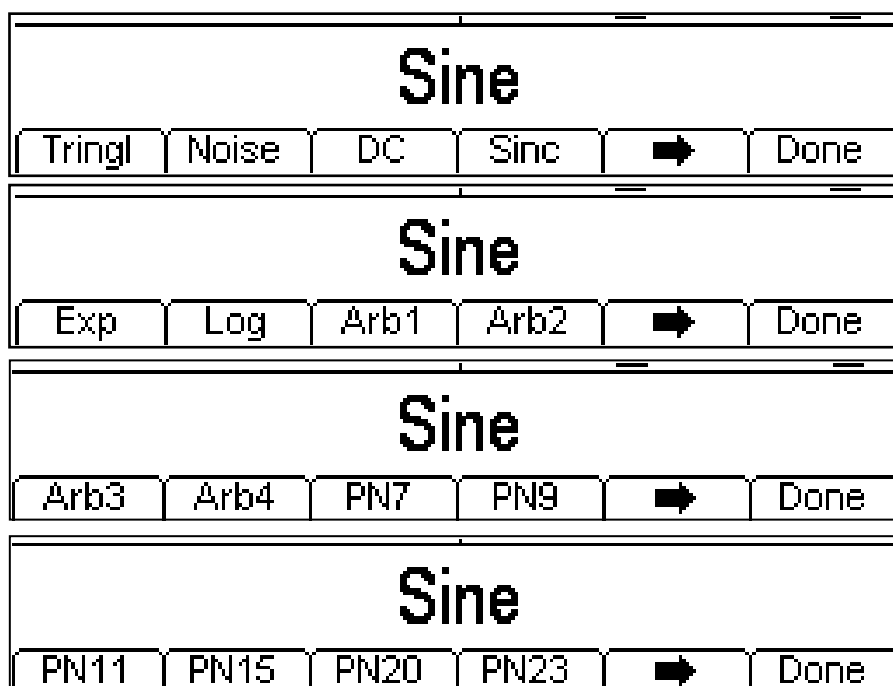 Sine
Tringl Noise DC Sinc ➡ Done
Sine
Exp Log Arb1 Arb2 ➡ Done
Sine
Arb3 Arb4 PN7 PN9 ➡ Done
Sine
PN11 PN15 PN20 PN23 ➡ Done